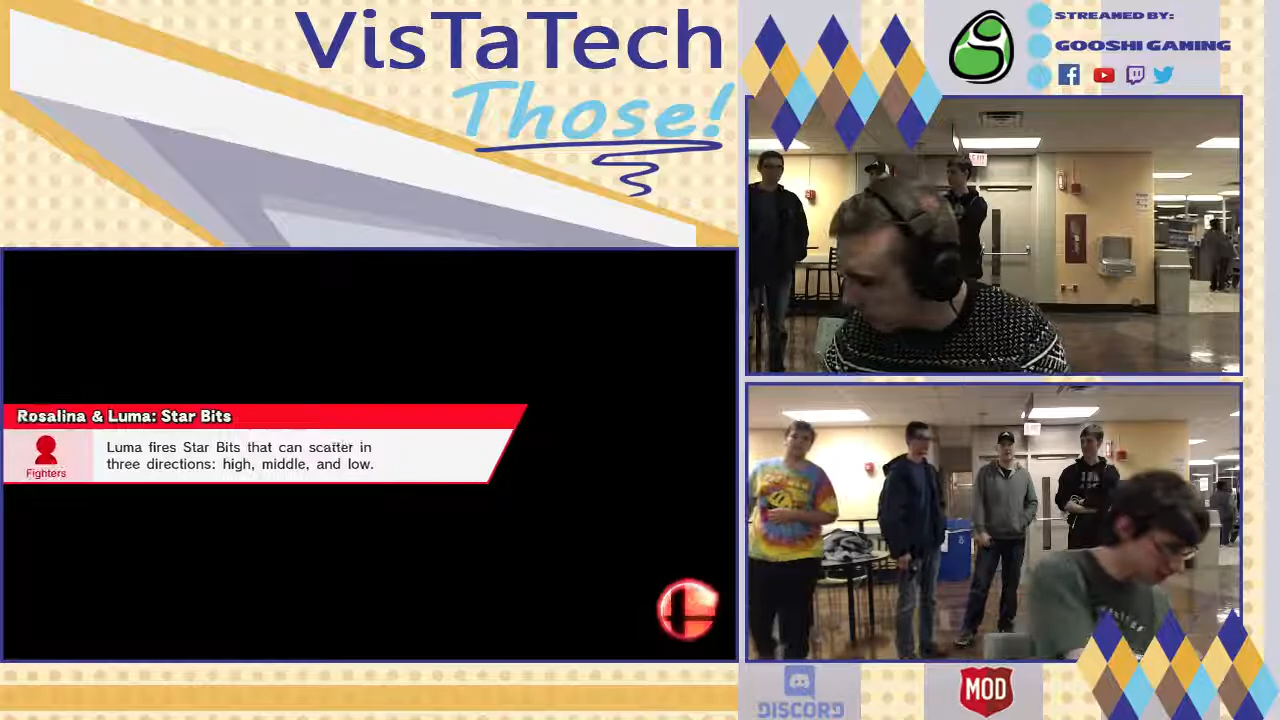 VisTaTech
Those!
STREAMED BY:
GOOSHI GAMING
EXIT
Rosalina & Luma: Star Bits
Fighters
Luma fires Star Bits that can scatter in
three directions: high, middle, and low.
DISCORD
MOD